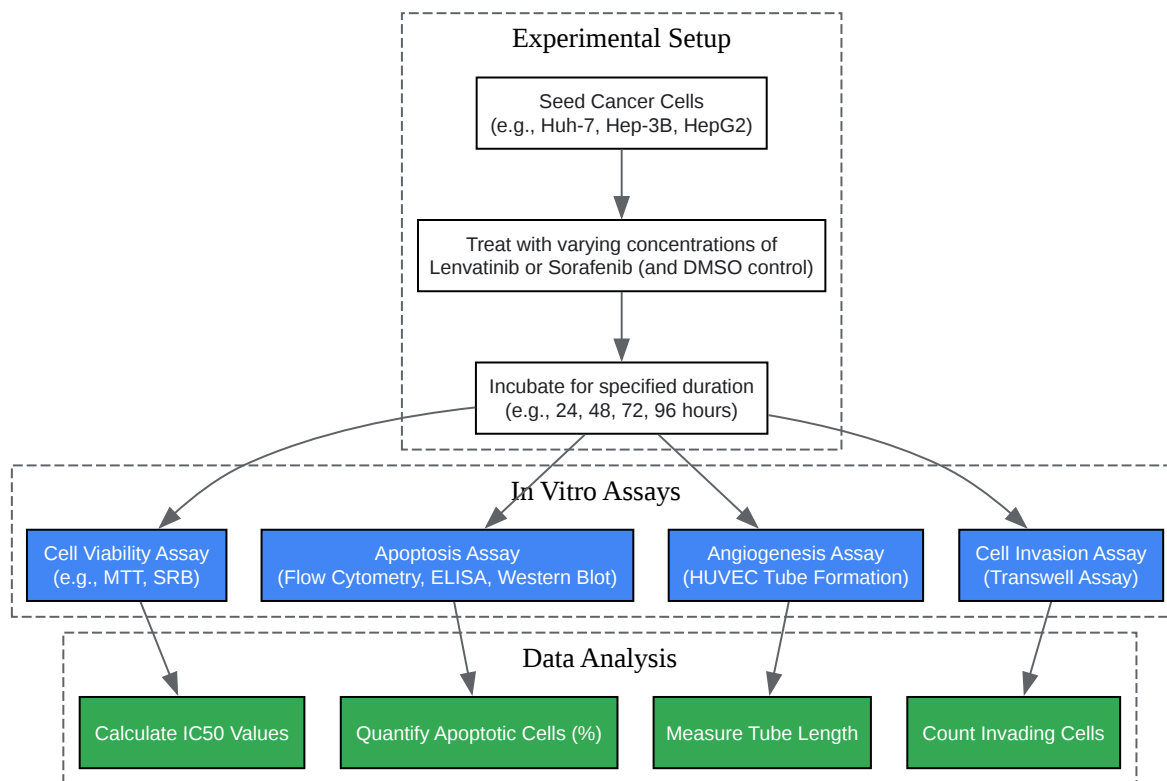 Experimental Setup
Seed Cancer Cells
(e.g., Huh-7, Hep-3B, HepG2)
Treat with varying concentrations of
Lenvatinib or Sorafenib (and DMSO control)
Incubate for specified duration
(e.g., 24, 48, 72, 96 hours)
In Vitro Assays
Cell Viability Assay
(e.g., MTT, SRB)
Apoptosis Assay
(Flow Cytometry, ELISA, Western Blot)
Angiogenesis Assay
(HUVEC Tube Formation)
Cell Invasion Assay
(Transwell Assay)
Data Analysis
Calculate IC50 Values
Quantify Apoptotic Cells (%)
Measure Tube Length
Count Invading Cells